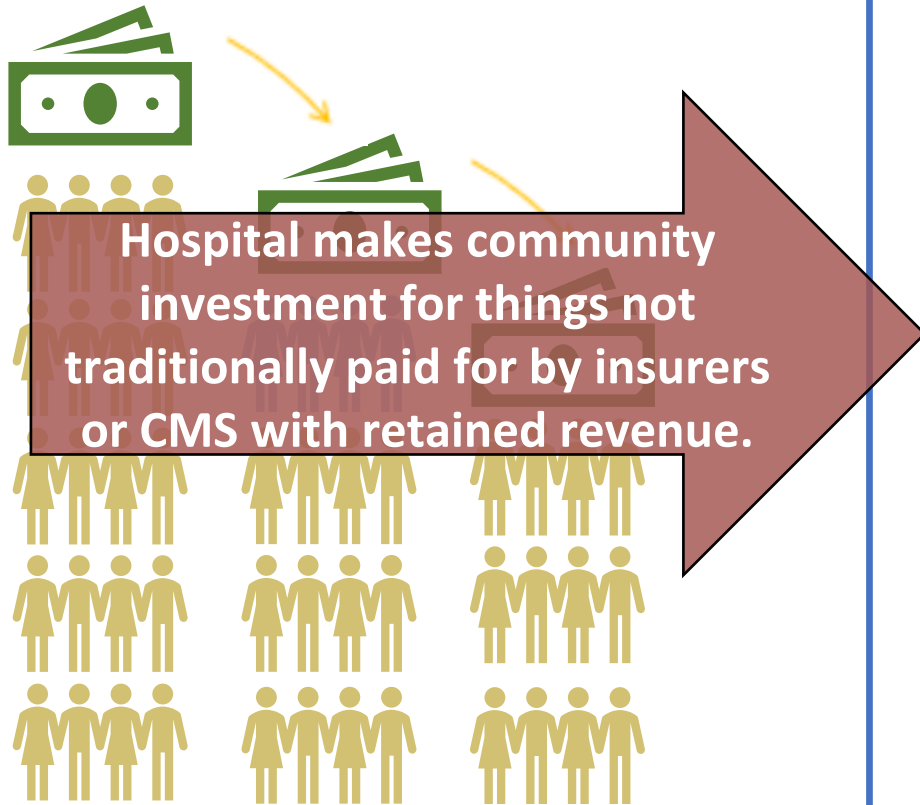 Hospital makes community
investment for things not
traditionally paid for by insurers
or CMS with retained revenue.